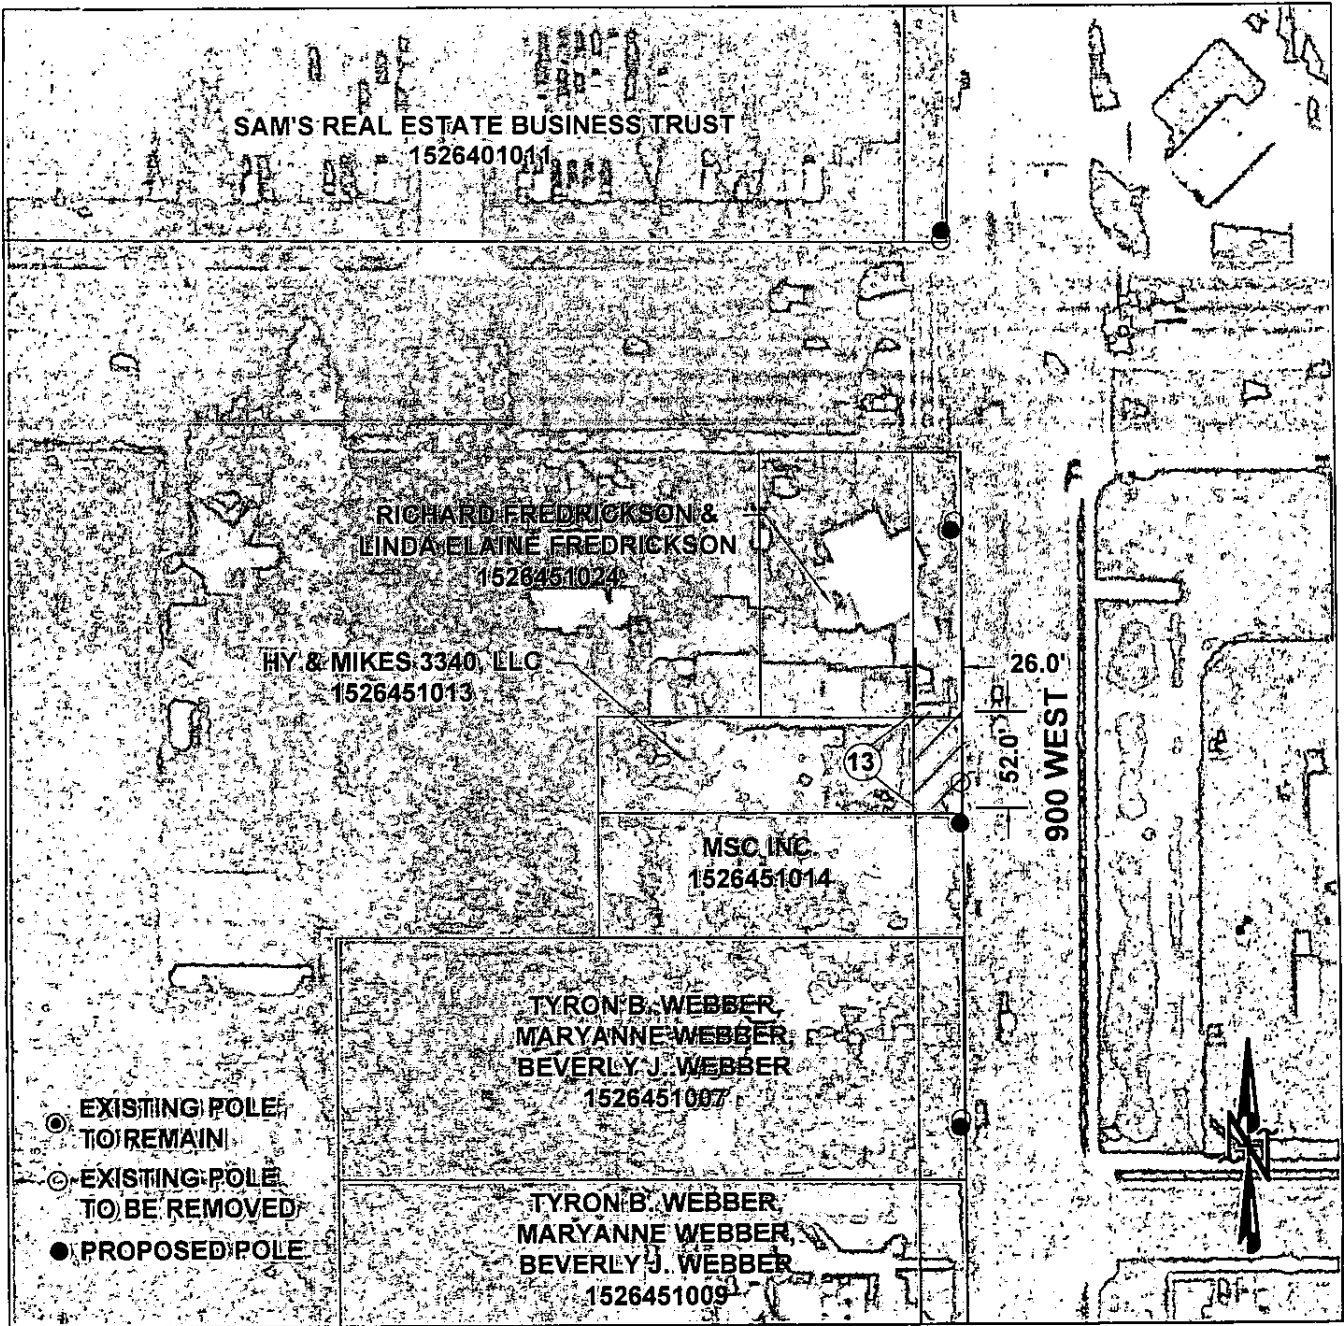 SAM'S REAL ESTATE BUSINESS TRUST
1526401011
RICHARD FREDRICKSON &
LINDA ELAINE FREDRICKSON
1526451024
HY & MIKES 3340, LLC
1526451013
26.0'
52.0'
900 WEST
13
MSC INC.
1526451014
TYRON B. WEBBER,
MARYANNE WEBBER,
BEVERLY J. WEBBER
1526451007
EXISTING POLE
TO REMAIN
EXISTING POLE
TO BE REMOVED
PROPOSED POLE
TYRON B. WEBBER,
MARYANNE WEBBER,
BEVERLY J. WEBBER
1526451009
N